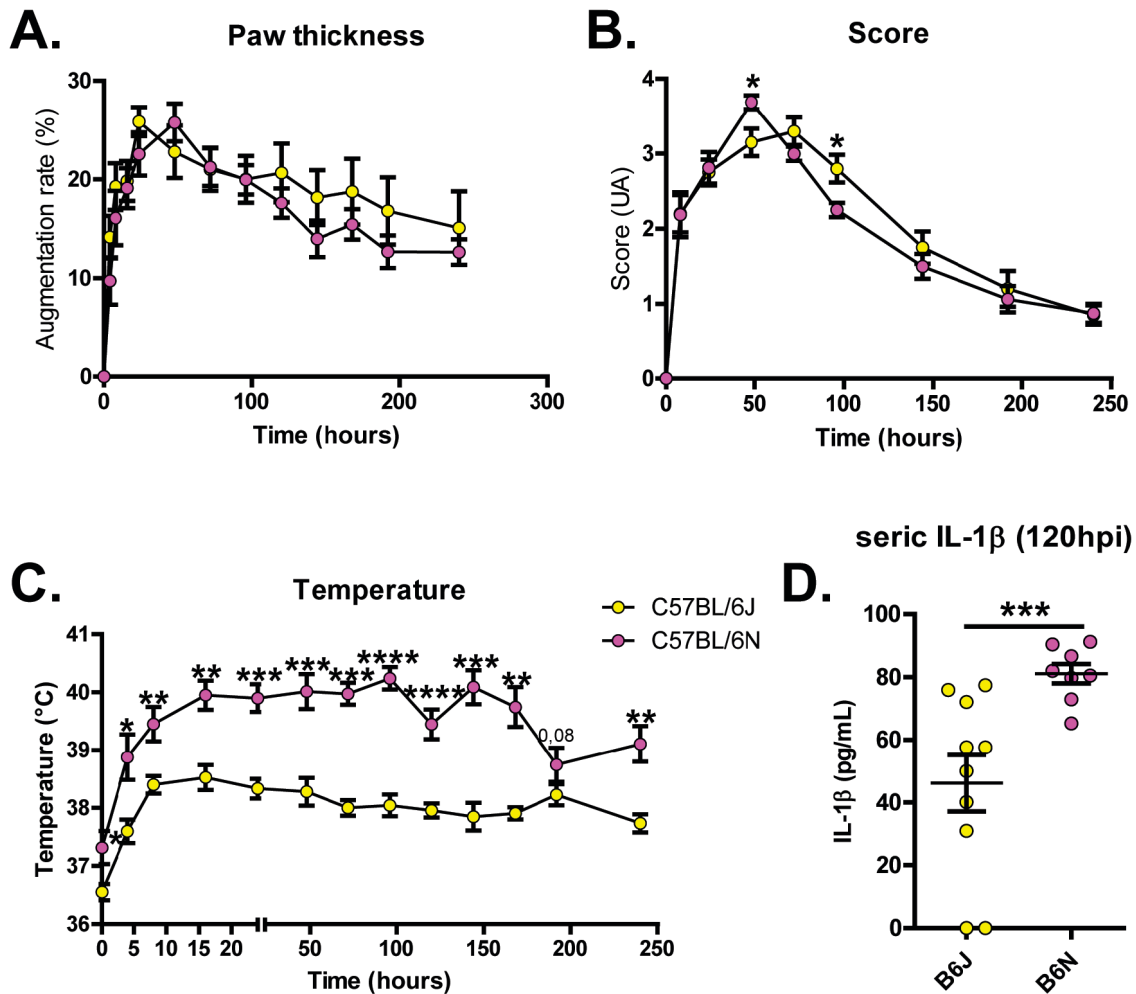 A.
Paw thickness
Augmentation rate (%)
30
20
10
0
0 100 200 300
Time (hours)
B.
Score
Score (UA)
4
3
2
1
0
*
*
0 50 100 150 200 250
Time (hours)
C.
Temperature
C57BL/6J
C57BL/6N
Temperature (°C)
41
40
39
38
37
36
*
*
**
**
***
***
***
****
****
***
**
0,08
**
0 5 10 15 20 50 100 150 200 250
Time (hours)
seric IL-1β (120hpi)
D.
***
IL-1β (pg/mL)
100
80
60
40
20
0
B6J
B6N